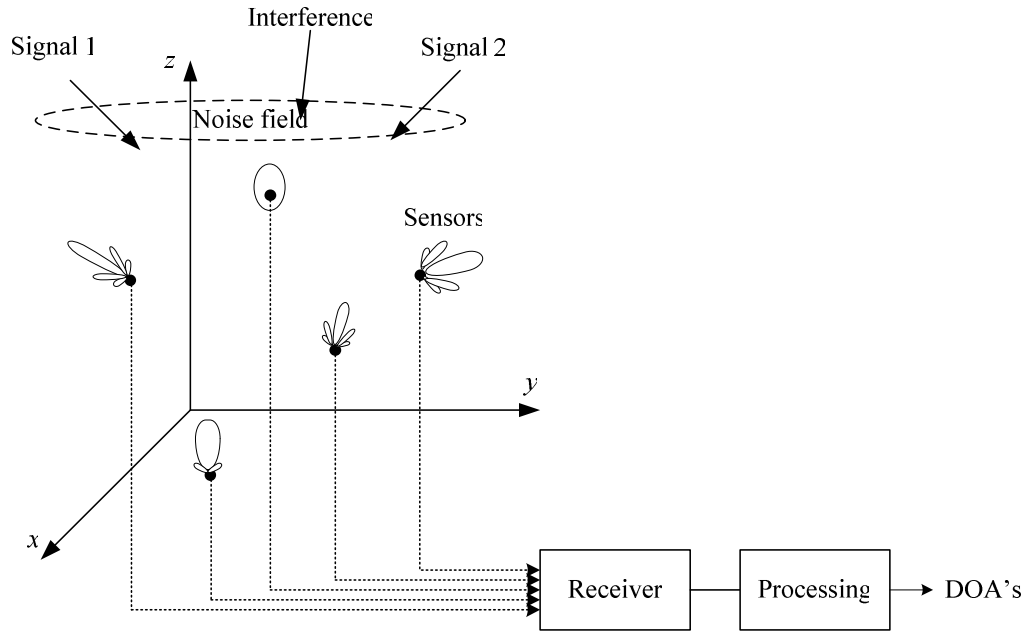 Interference
Signal 1
Signal 2
z
Noise field
Sensors
y
x
Receiver
Processing
DOA's